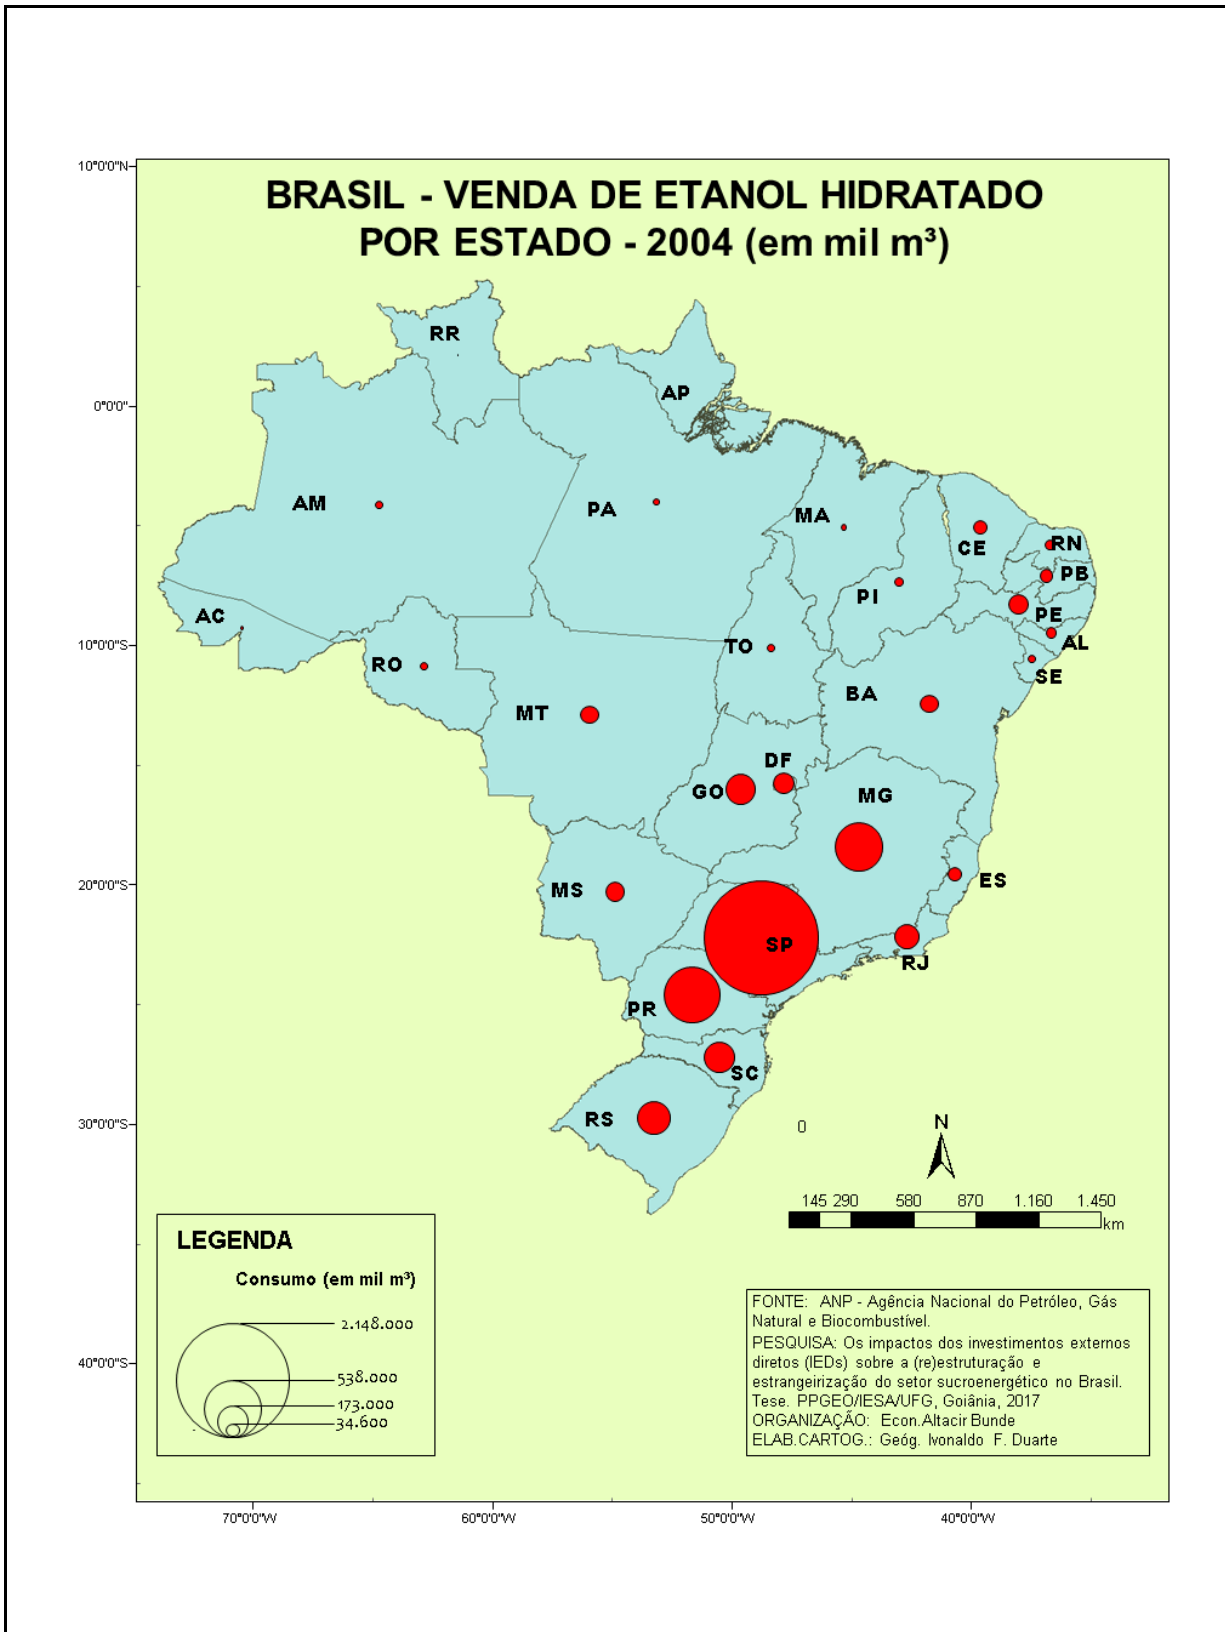 BRASIL - VENDA DE ETANOL HIDRATADO
POR ESTADO - 2004 (em mil m³)
10°0'0"N
0°0'0"
10°0'0"S
20°0'0"S
30°0'0"S
40°0'0"S
RR
AP
AM
PA
MA
CE
RN
PB
PI
PE
AC
AL
TO
RO
SE
BA
MT
DF
GO
MG
MS
ES
SP
RJ
PR
SC
RS
0
N
145 290 580 870 1.160 1.450
km
LEGENDA
Consumo (em mil m³)
2.148.000
538.000
173.000
34.600
FONTE: ANP - Agência Nacional do Petróleo, Gás
Natural e Biocombustível.
PESQUISA: Os impactos dos investimentos externos
diretos (IEDs) sobre a (re)estruturação e
estrangeirização do setor sucroenergético no Brasil.
Tese. PPGEO/IESA/UFG, Goiânia, 2017
ORGANIZAÇÃO: Econ.Altacir Bunde
ELAB.CARTOG.: Geóg. Ivonaldo F. Duarte
70°0'0"W
60°0'0"W
50°0'0"W
40°0'0"W